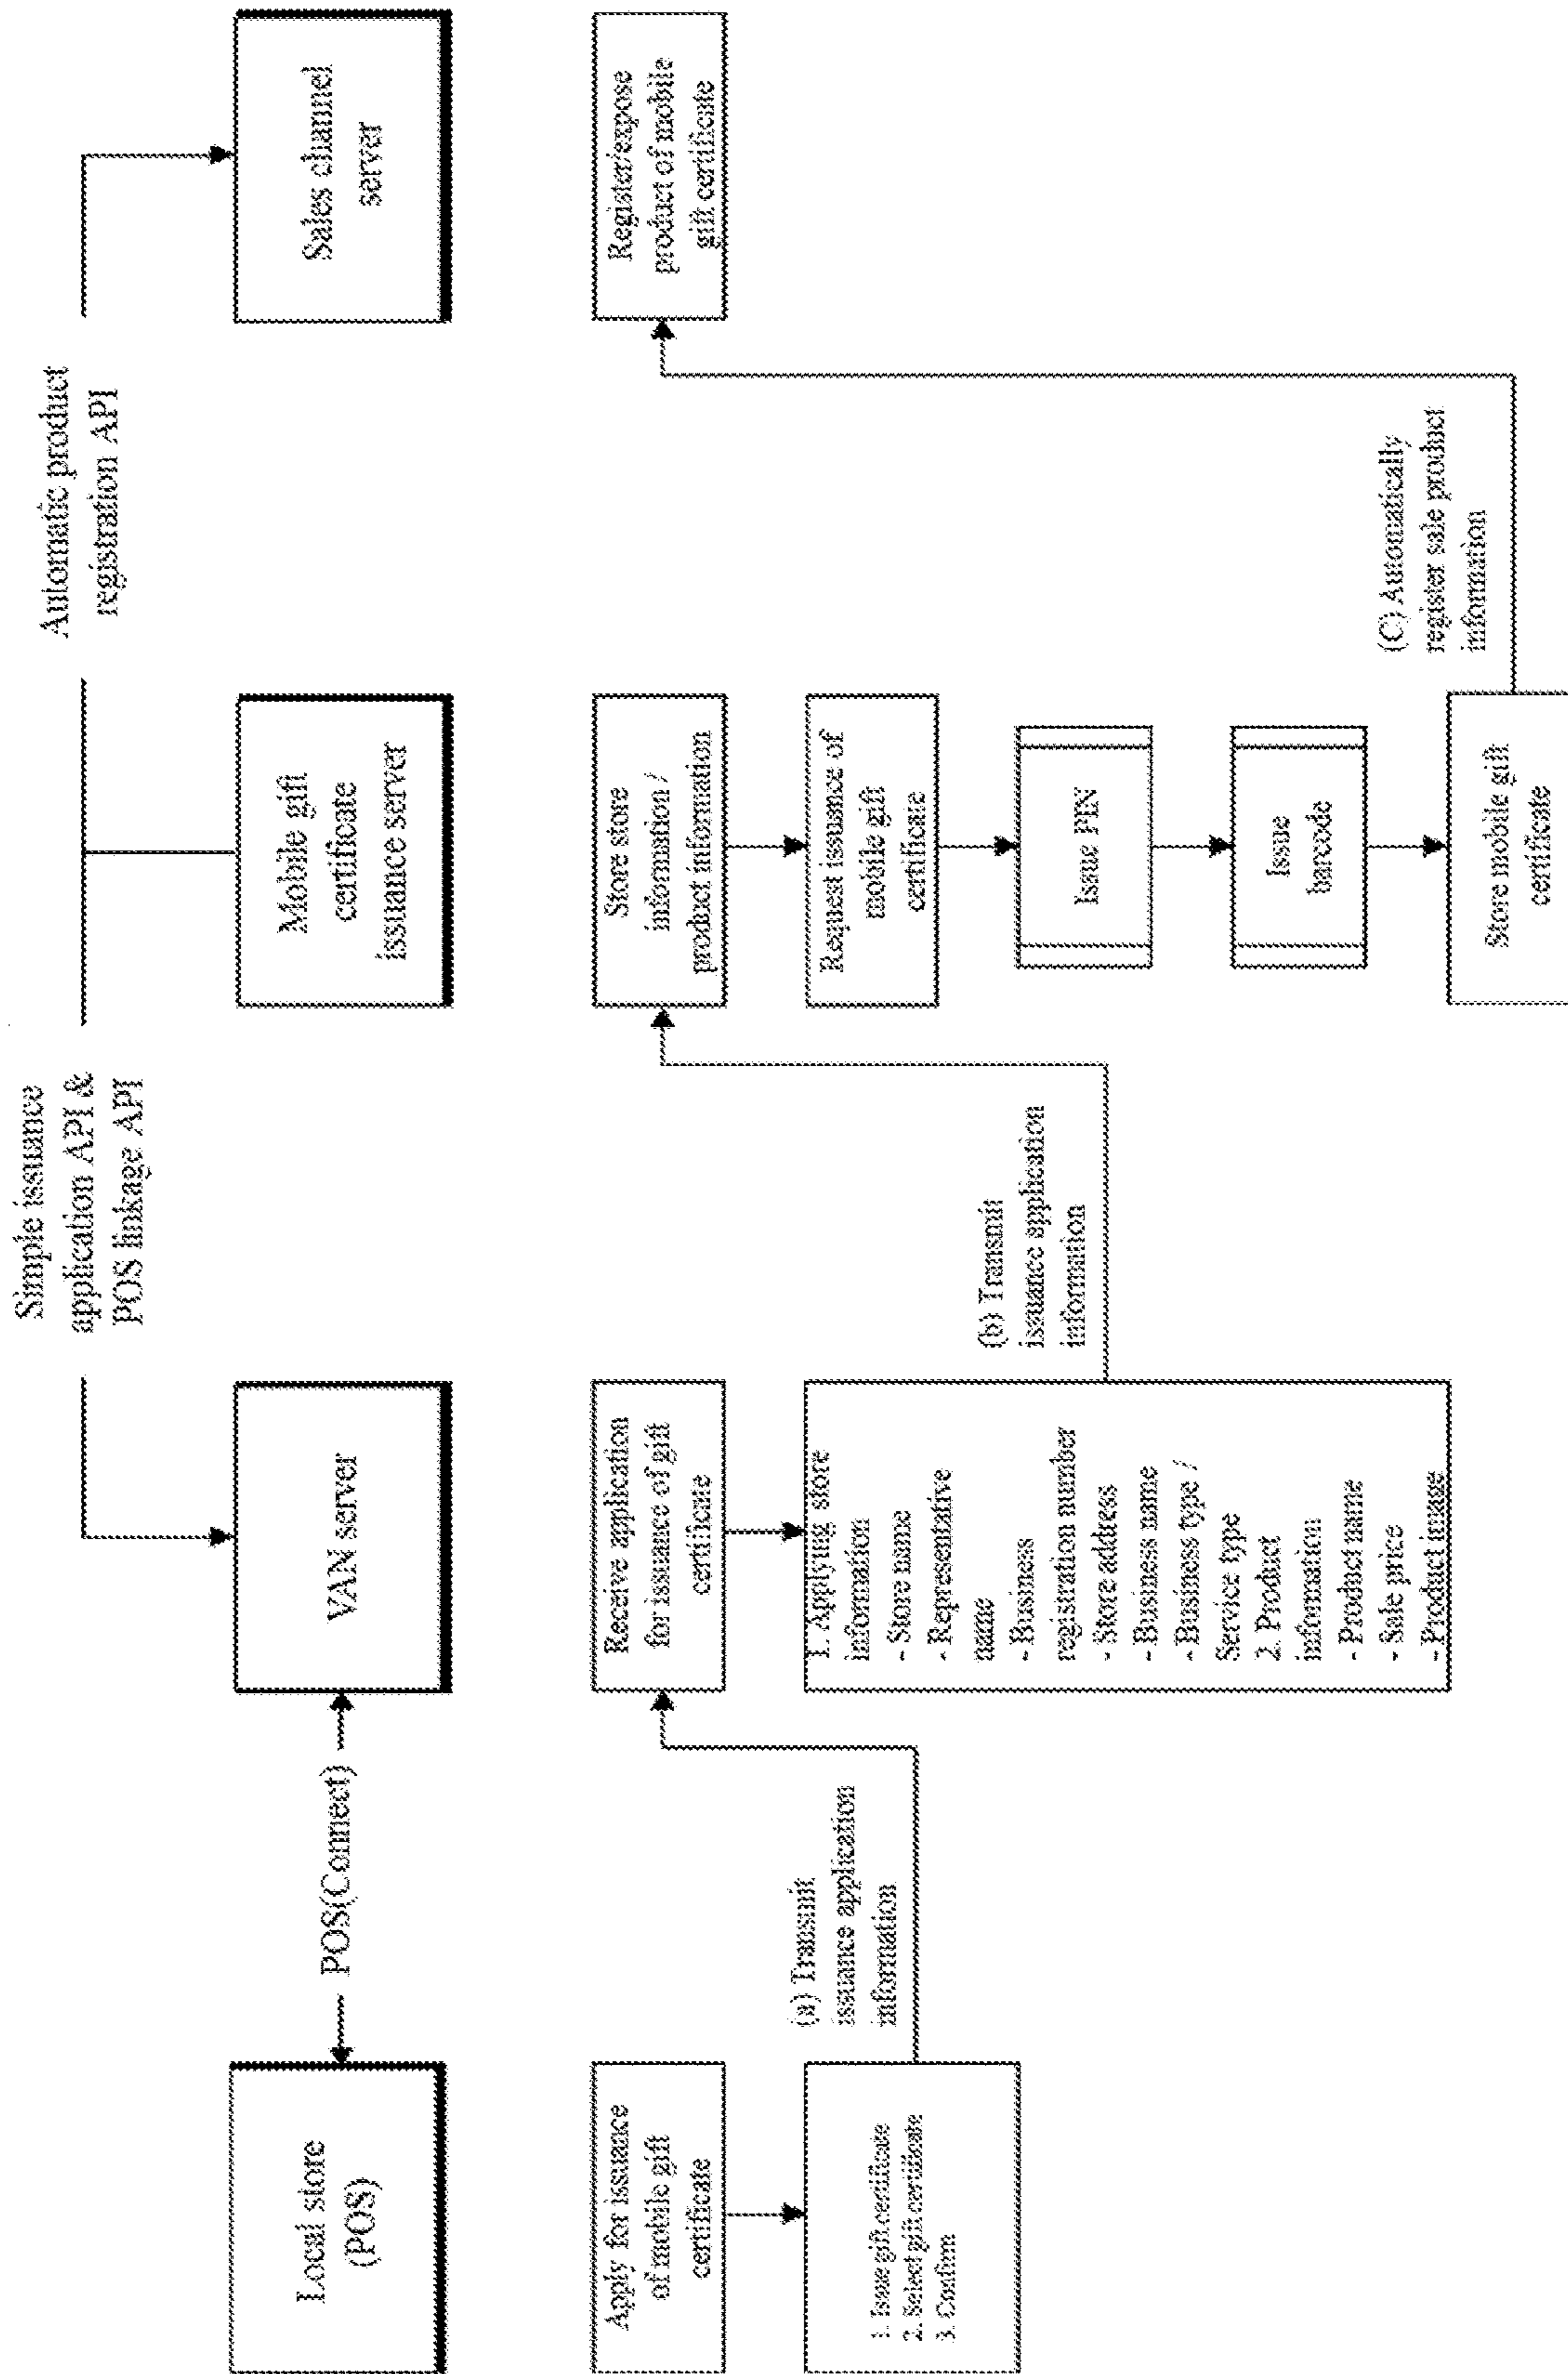 Simple issuance
application API &
POS linkage API
Automatic product
registration API
Local store
(POS)
POS(Connect)
VAN server
Mobile gift
certificate
issuance server
Sales channel
server
Apply for issuance
of mobile gift
certificate
1. Issue gift certificate
2. Select gift certificate
3. Confirm
(a) Transmit
issuance application
information
Receive application
for issuance of gift
certificate
1. Applying store
information
- Store name
- Representative
name
- Business
registration number
- Store address
- Business name
- Business type /
Service type
2. Product
information
- Product name
- Sale price
- Product image
(b) Transmit
issuance application
information
Store store
information /
product information
Request issuance of
mobile gift
certificate
Issue PIN
Issue
barcode
Store mobile gift
certificate
(C) Automatically
register sale product
information
Register/expose
product of mobile
gift certificate